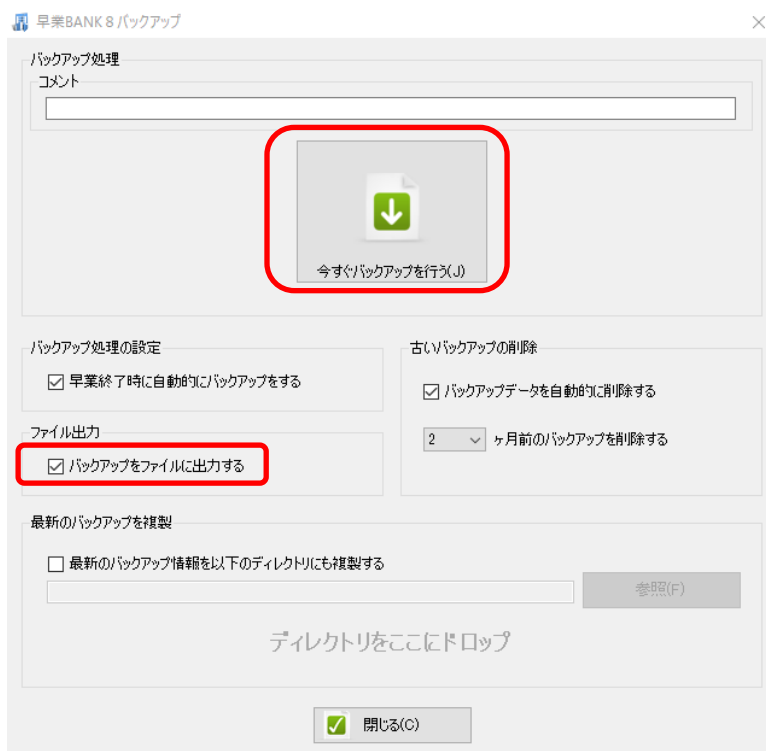 早業BANK 8 バックアップ
バックアップ処理
コメント
今すぐバックアップを行う(J)
バックアップ処理の設定
早業終了時に自動的にバックアップをする
ファイル出力
バックアップをファイルに出力する
古いバックアップの削除
バックアップデータを自動的に削除する
2 ヶ月前のバックアップを削除する
最新のバックアップを複製
最新のバックアップ情報を以下のディレクトリにも複製する
参照(F)
ディレクトリをここにドロップ
閉じる(C)